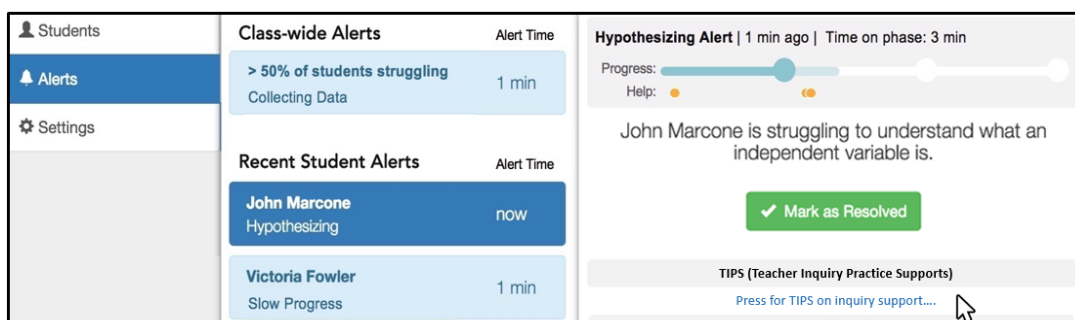 Students
Alerts
Settings
Class-wide Alerts Alert Time
> 50% of students struggling
Collecting Data
1 min
Recent Student Alerts Alert Time
John Marcone
Hypothesizing
now
Victoria Fowler
Slow Progress
1 min
Hypothesizing Alert | 1 min ago | Time on phase: 3 min
Progress:
Help:
John Marcone is struggling to understand what an
independent variable is.
Mark as Resolved
TIPS (Teacher Inquiry Practice Supports)
Press for TIPS on inquiry support....